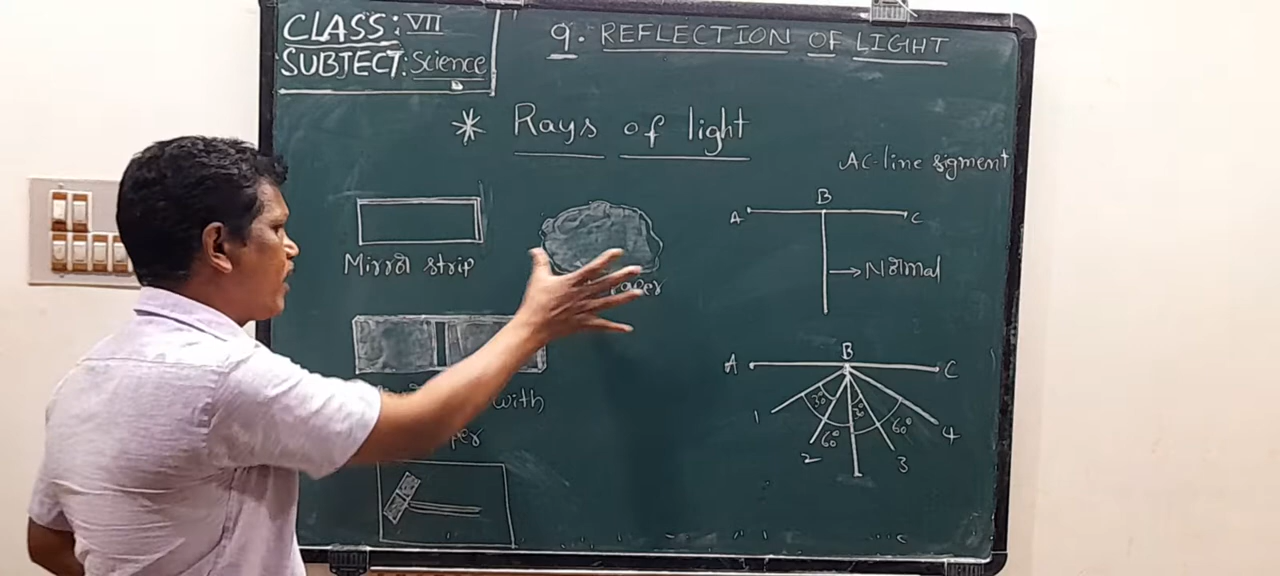 CLASS: VII
SUBJECT: Science
9. REFLECTION OF LIGHT
* Rays of light
AC-line sigment
A B C
Normal
Mirror strip
with
A B C
1 30° 30° 4
60° 60°
2 3